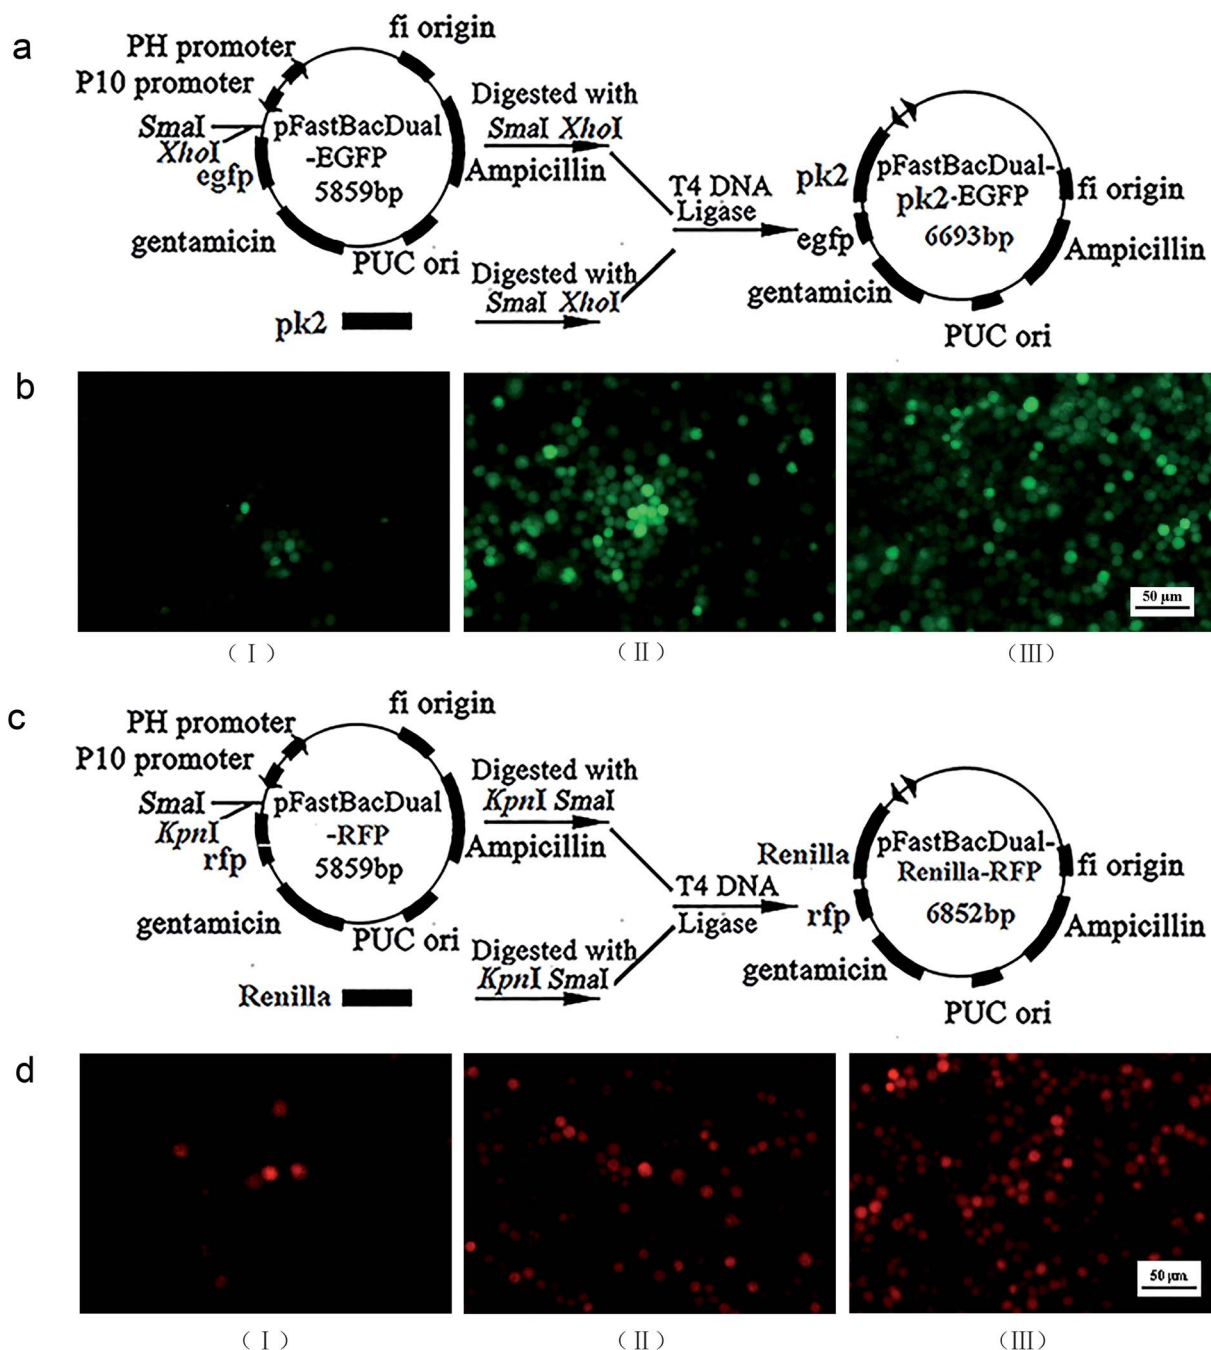 a
fi origin
PH promoter
P10 promoter
SmaI
XhoI
egfp
pFastBacDual
-EGFP
5859bp
gentamicin
PUC ori
Ampicillin
Digested with
SmaI XhoI
pk2
Digested with
SmaI XhoI
T4 DNA
Ligase
pk2
egfp
pFastBacDual-
pk2-EGFP
6693bp
fi origin
Ampicillin
gentamicin
PUC ori
b
50 μm
(Ⅰ)
(Ⅱ)
(Ⅲ)
c
fi origin
PH promoter
P10 promoter
SmaI
KpnI
rfp
pFastBacDual
-RFP
5859bp
gentamicin
PUC ori
Ampicillin
Digested with
KpnI SmaI
Renilla
Digested with
KpnI SmaI
T4 DNA
Ligase
Renilla
rfp
pFastBacDual-
Renilla-RFP
6852bp
fi origin
Ampicillin
gentamicin
PUC ori
d
50 μm
(Ⅰ)
(Ⅱ)
(Ⅲ)